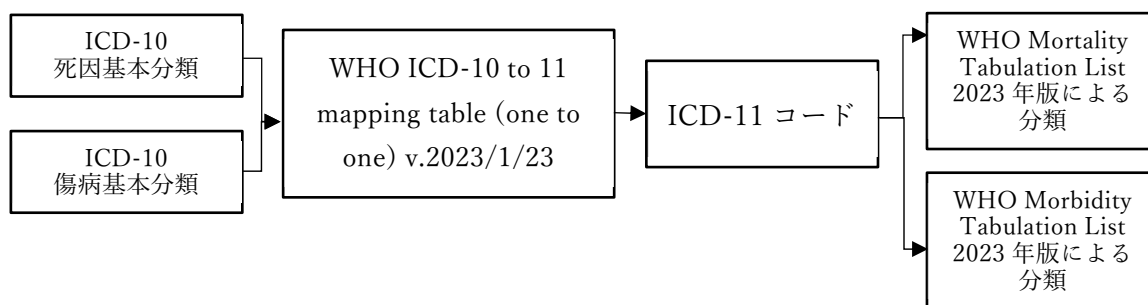 ICD-10
死因基本分類
ICD-10
傷病基本分類
WHO ICD-10 to 11
mapping table (one to
one) v.2023/1/23
ICD-11 コード
WHO Mortality
Tabulation List
2023 年版による
分類
WHO Morbidity
Tabulation List
2023 年版による
分類